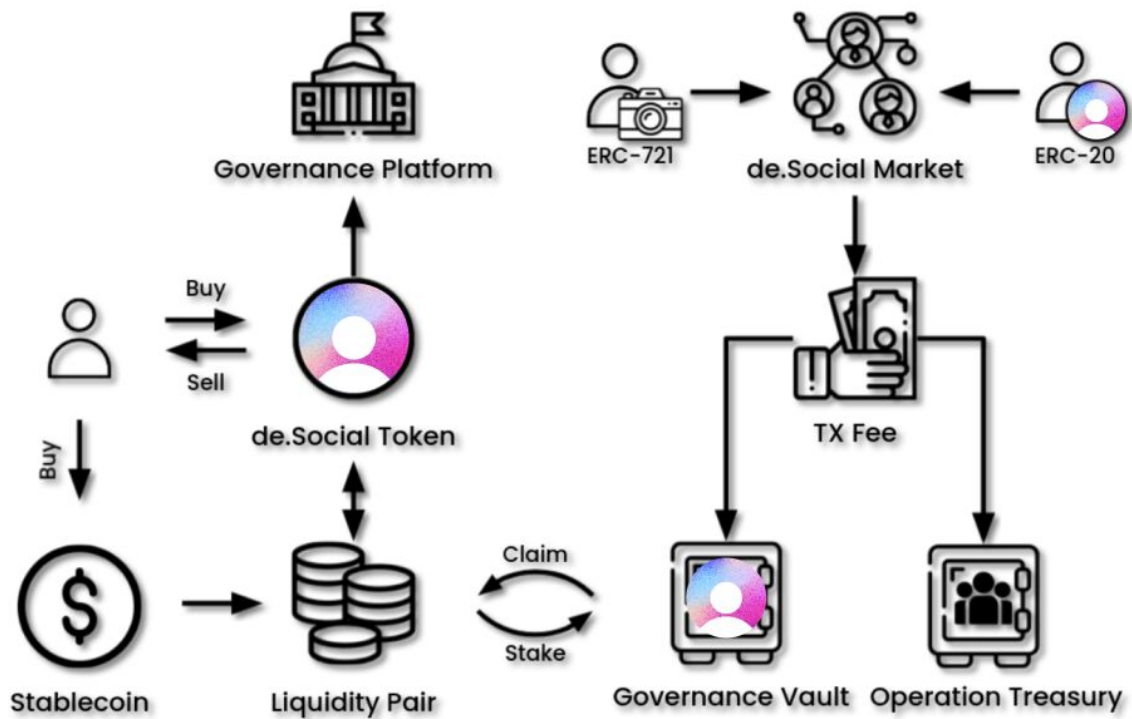 Governance Platform
ERC-721
de.Social Market
ERC-20
Buy
Sell
de.Social Token
Buy
TX Fee
$
Claim
Stake
Stablecoin
Liquidity Pair
Governance Vault
Operation Treasury